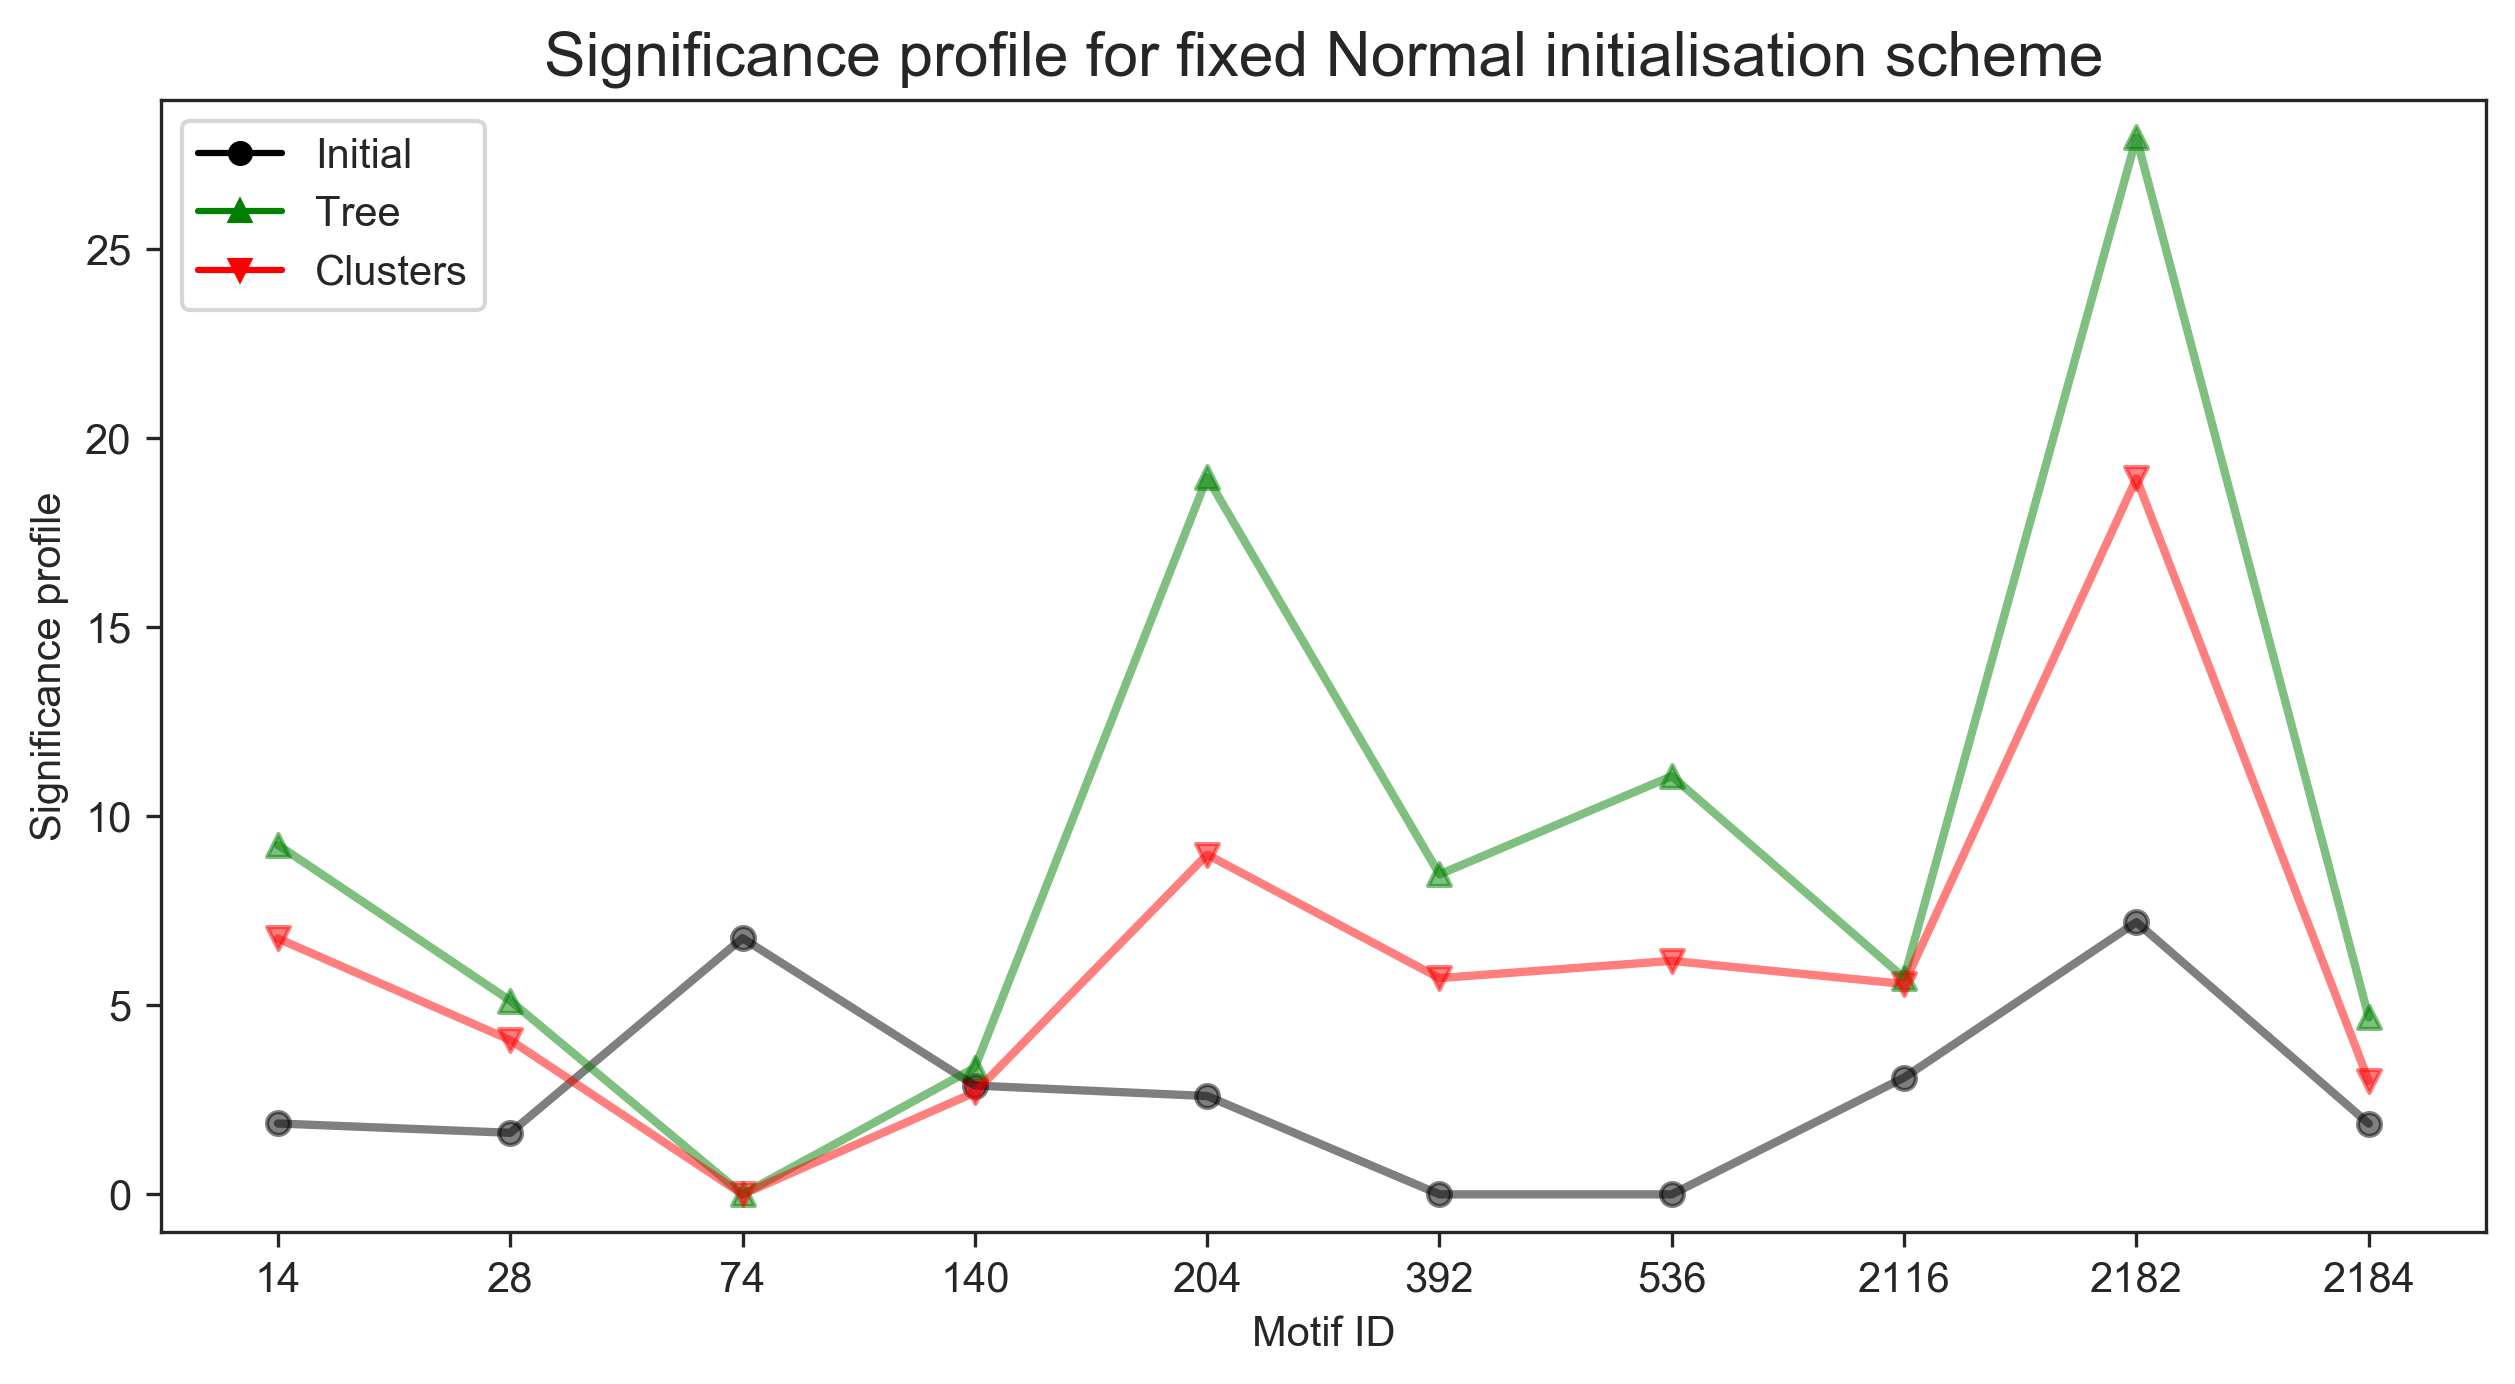 Significance profile for fixed Normal initialisation scheme
Initial
Tree
Clusters
Significance profile
25
20
15
10
5
0
14 28 74 140 204 392 536 2116 2182 2184
Motif ID